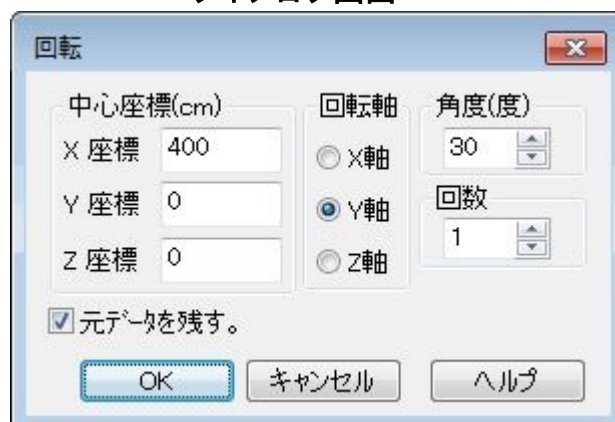 回転
中心座標(cm)
X 座標 400
Y 座標 0
Z 座標 0
回転軸
X軸
Y軸
Z軸
角度(度)
30
回数
1
元ﾃﾞｰﾀを残す。
OK
キャンセル
ヘルプ